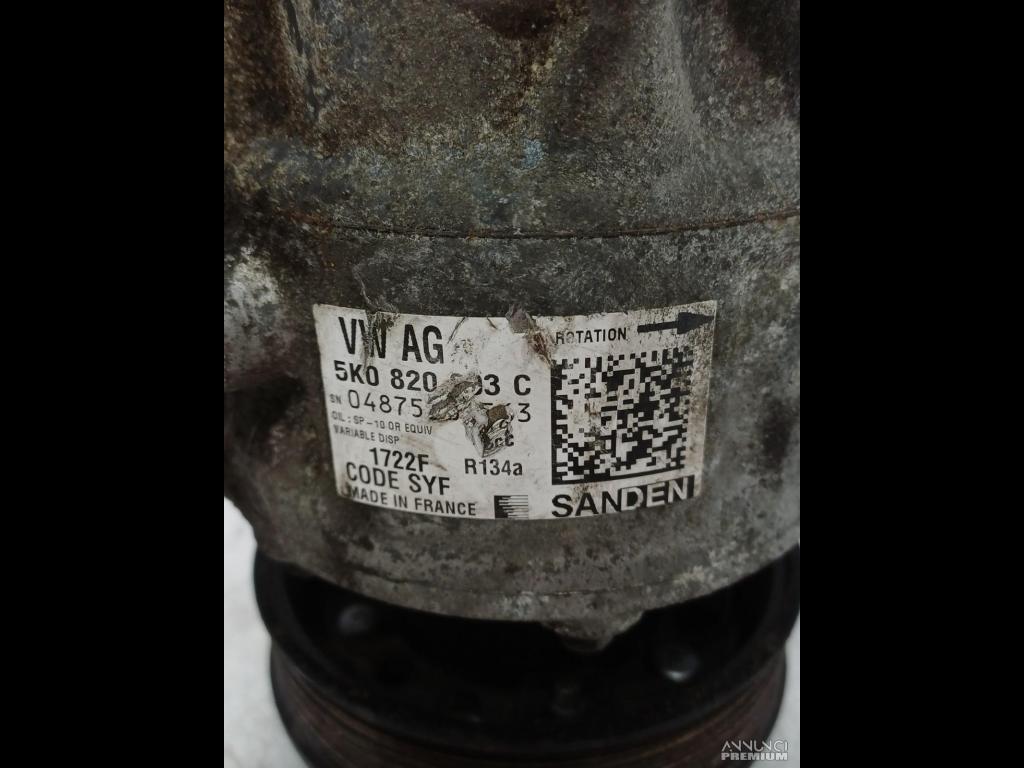 VW AG
ROTATION
5K0 820 C
SN 04875
OIL: SP-10 OR EQUIV
VARIABLE DISP
1722F R134a
CODE SYF
MADE IN FRANCE SANDEN
ANNUNCI
PREMIUM